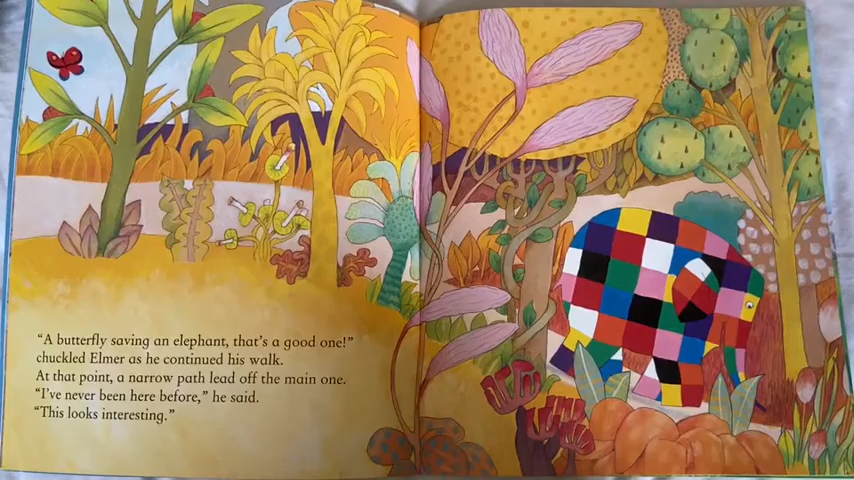 “A butterfly saving an elephant, that’s a good one!”
chuckled Elmer as he continued his walk.
At that point, a narrow path lead off the main one.
“I’ve never been here before,” he said.
“This looks interesting.”